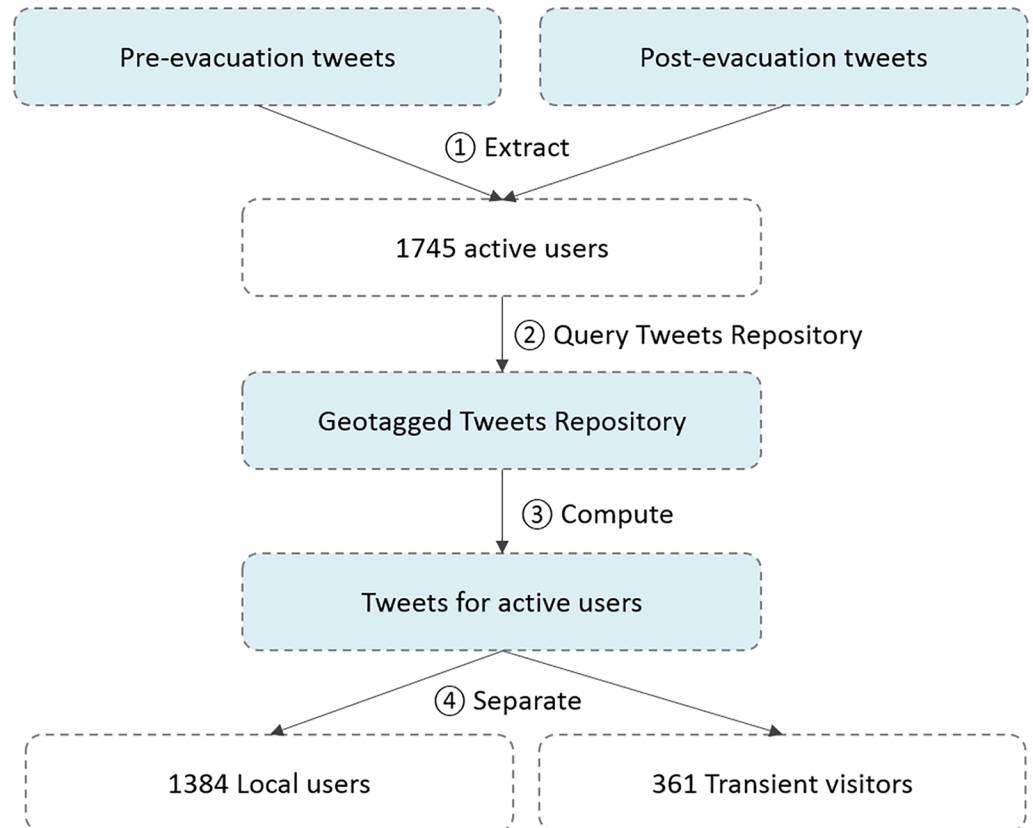 Pre-evacuation tweets
Post-evacuation tweets
① Extract
1745 active users
② Query Tweets Repository
Geotagged Tweets Repository
③ Compute
Tweets for active users
④ Separate
1384 Local users
361 Transient visitors